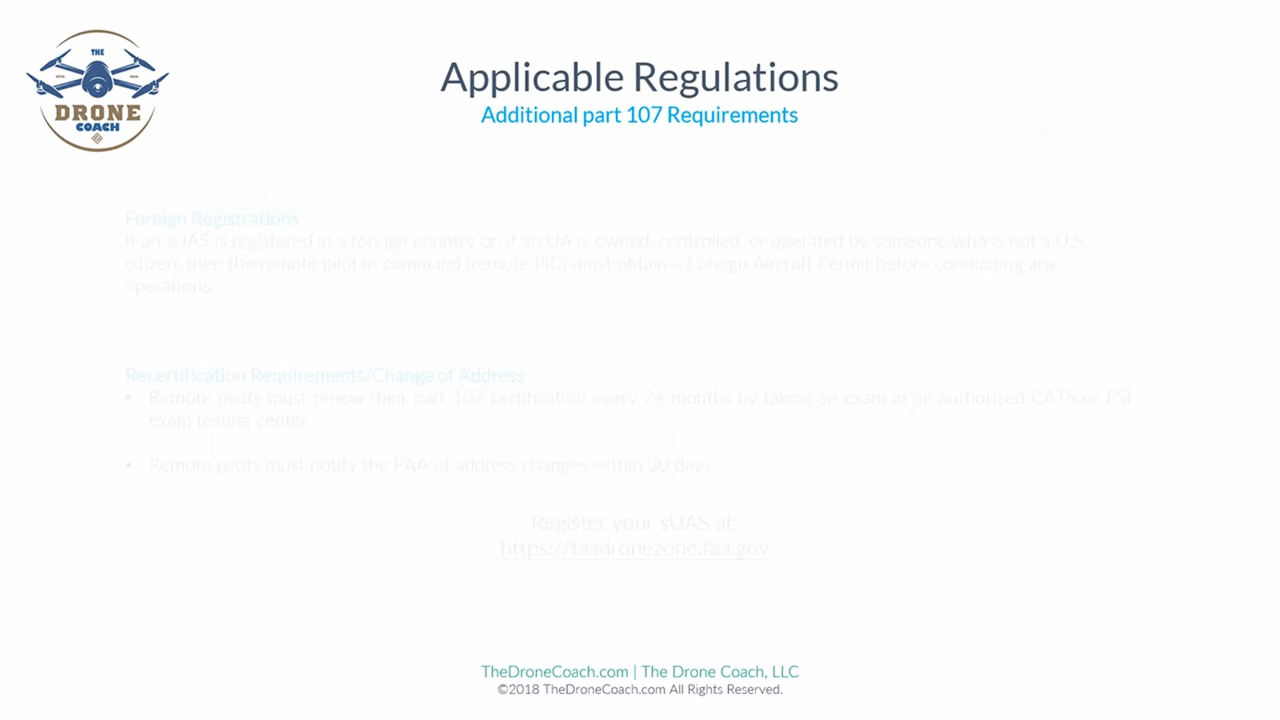 THE
DRONE
COACH
Applicable Regulations
Additional part 107 Requirements
Foreign Registrations
If an sUAS is registered in a foreign country or, if an UA is owned, controlled, or operated by someone who is not a U.S.
citizen, then the remote pilot in command (remote PIC) must obtain a Foreign Aircraft Permit before conducting any
operations.
Recertification Requirements/Change of Address
• Remote pilots must renew their part 107 certification every 24 months by taking an exam at an authorized CATS or PSI
exam testing center
• Remote pilots must notify the FAA of address changes within 30 days.
Register your sUAS at:
https://faadronezone.faa.gov
TheDroneCoach.com | The Drone Coach, LLC
©2018 TheDroneCoach.com All Rights Reserved.